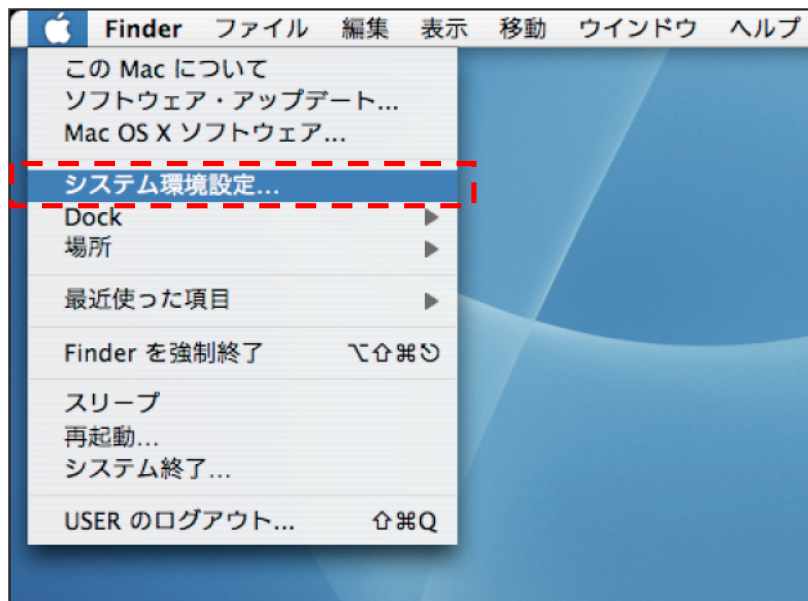 Finder ファイル 編集 表示 移動 ウインドウ ヘルプ
この Mac について
ソフトウェア・アップデート...
Mac OS X ソフトウェア...
システム環境設定...
Dock
場所
最近使った項目
Finder を強制終了 ⌥⇧⌘⎋
スリープ
再起動...
システム終了...
USER のログアウト... ⇧⌘Q